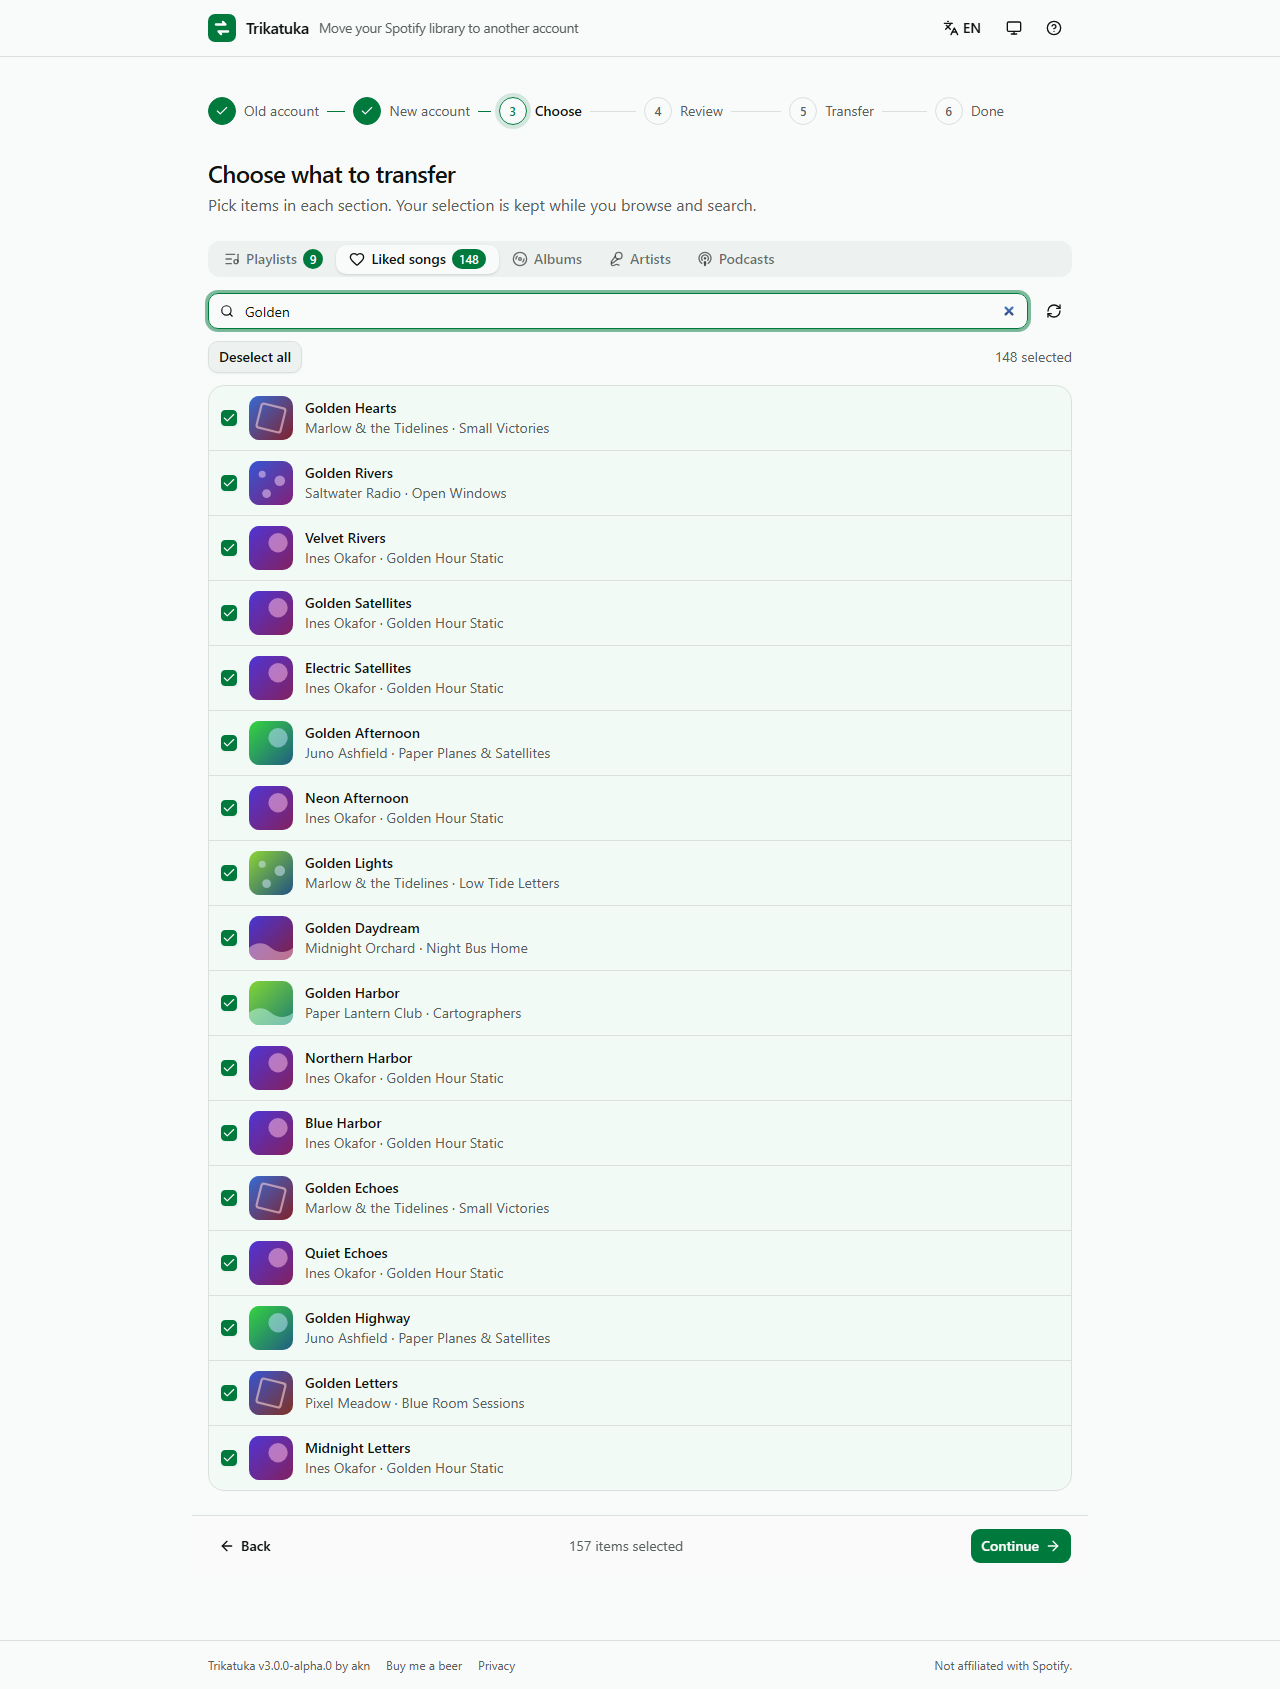 Trikatuka Move your Spotify library to another account EN
Old account New account 3 Choose 4 Review 5 Transfer 6 Done
Choose what to transfer
Pick items in each section. Your selection is kept while you browse and search.
Playlists 9 Liked songs 148 Albums Artists Podcasts
Golden
Deselect all 148 selected
Golden Hearts
Marlow & the Tidelines · Small Victories
Golden Rivers
Saltwater Radio · Open Windows
Velvet Rivers
Ines Okafor · Golden Hour Static
Golden Satellites
Ines Okafor · Golden Hour Static
Electric Satellites
Ines Okafor · Golden Hour Static
Golden Afternoon
Juno Ashfield · Paper Planes & Satellites
Neon Afternoon
Ines Okafor · Golden Hour Static
Golden Lights
Marlow & the Tidelines · Low Tide Letters
Golden Daydream
Midnight Orchard · Night Bus Home
Golden Harbor
Paper Lantern Club · Cartographers
Northern Harbor
Ines Okafor · Golden Hour Static
Blue Harbor
Ines Okafor · Golden Hour Static
Golden Echoes
Marlow & the Tidelines · Small Victories
Quiet Echoes
Ines Okafor · Golden Hour Static
Golden Highway
Juno Ashfield · Paper Planes & Satellites
Golden Letters
Pixel Meadow · Blue Room Sessions
Midnight Letters
Ines Okafor · Golden Hour Static
Back 157 items selected Continue
Trikatuka v3.0.0-alpha.0 by akn Buy me a beer Privacy Not affiliated with Spotify.